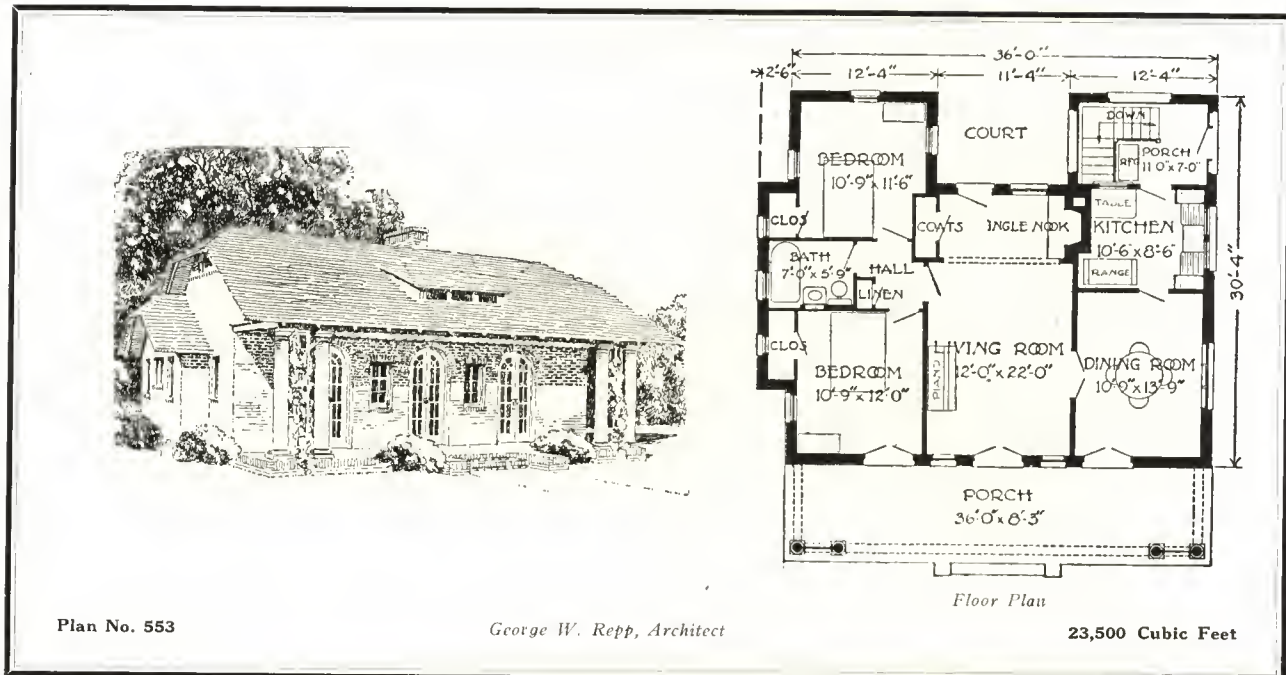 36'-0"
2'-6" 12'-4" 11'-4" 12'-4"
DOWN
COURT
PORCH
11'-0" x 7'-0"
REF
BEDROOM
10'-9" x 11'-6"
TABLE
CLOS
COATS
INGLE NOOK
KITCHEN
10'-6" x 8'-6"
BATH
7'-0" x 5'-9"
HALL
RANGE
LINEN
30'-4"
CLOS
LIVING ROOM
12'-0" x 22'-0"
PIANO
BEDROOM
10'-9" x 12'-0"
DINING ROOM
10'-9" x 13'-9"
PORCH
36'-0" x 8'-3"
Floor Plan
Plan No. 553
George W. Repp, Architect
23,500 Cubic Feet